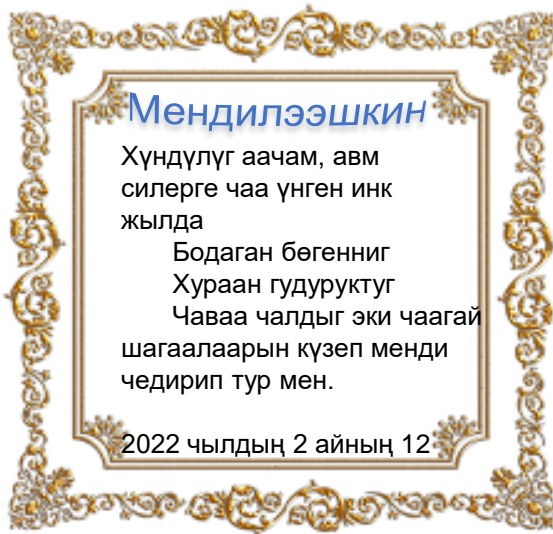 Мендилээшкин
Хүндүлүг аачам, авм
силерге чаа үнген инк
жылда
Бодаган бөгенниг
Хураан гудуруктуг
Чаваа чалдыг эки чаагай
шагаалаарын күзеп менди
чедирип тур мен.
2022 чылдың 2 айның 12